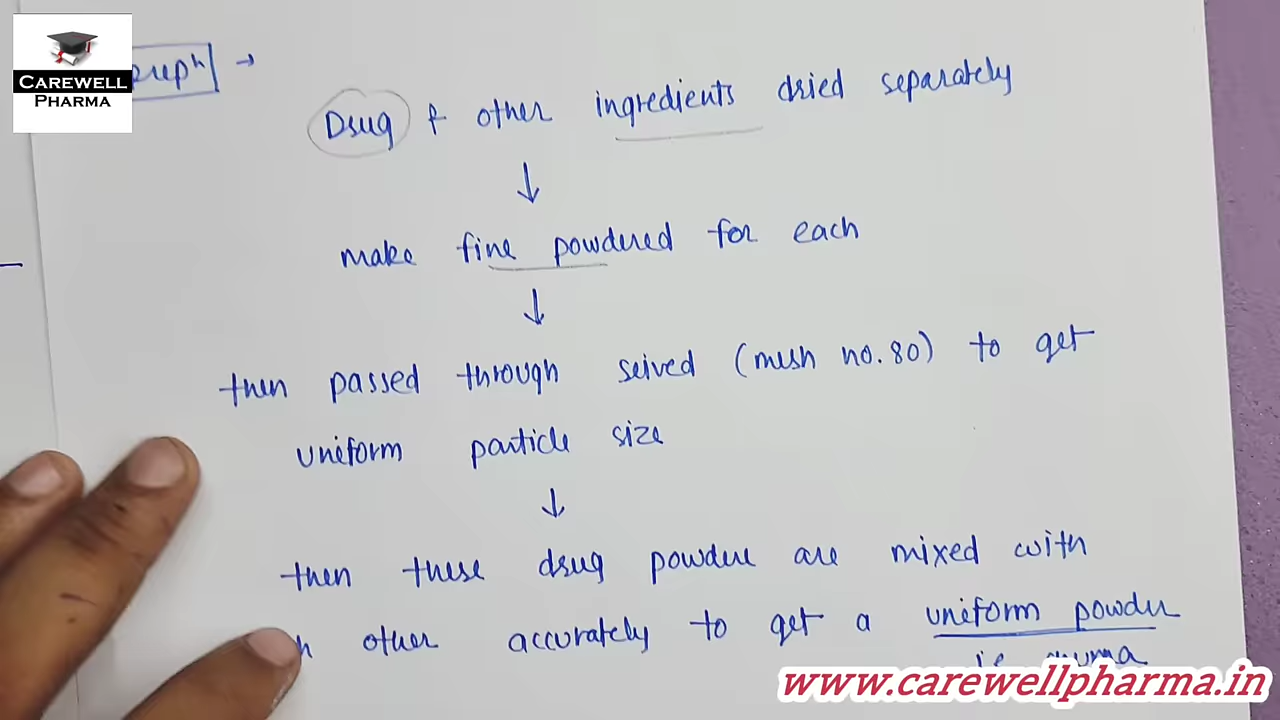 CAREWELL
PHARMA
Drug & other ingredients dried separately
↓
make fine powdered for each
↓
then passed through seived (mesh no. 80) to get
uniform particle size
↓
then these drug powder are mixed with
other accurately to get a uniform powder
www.carewellpharma.in